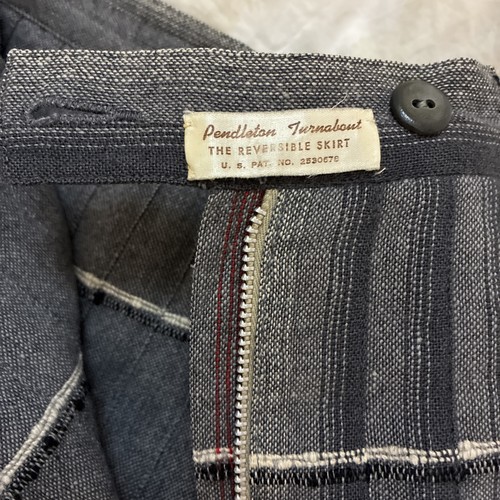 Pendleton Turnabout
THE REVERSIBLE SKIRT
U. S. PAT. NO. 2530676